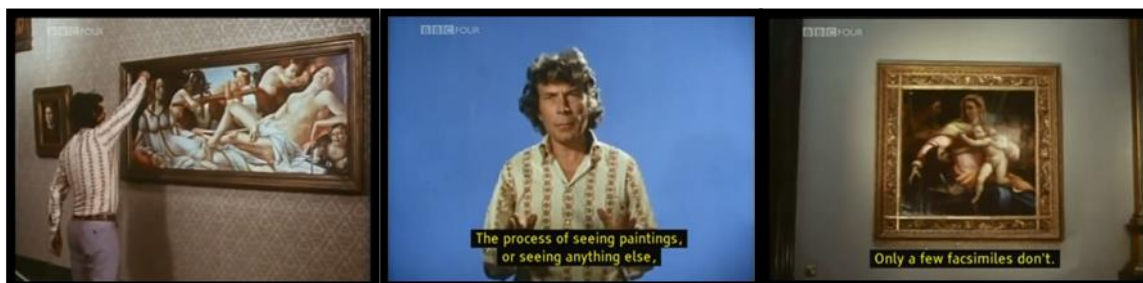 BBC FOUR
BBC FOUR
The process of seeing paintings,
or seeing anything else,
BBC FOUR
Only a few facsimiles don't.